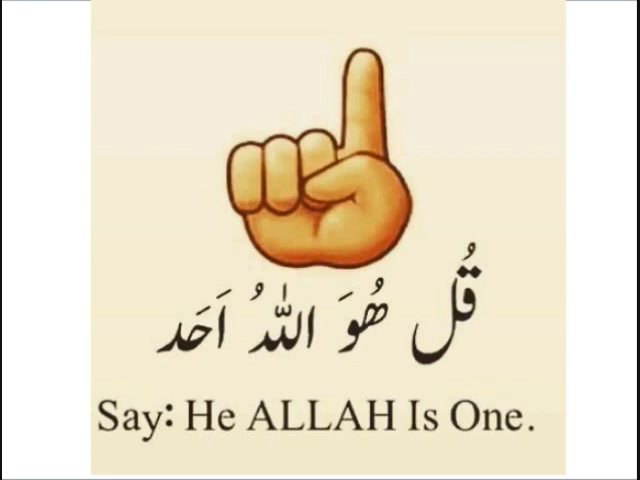 قُل هُوَ اللّٰهُ اَحَد
Say: He ALLAH Is One.